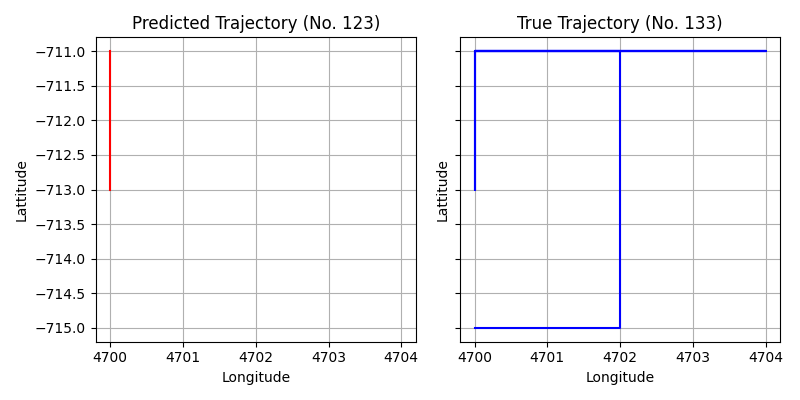 Predicted Trajectory (No. 123)
−711.0
−711.5
−712.0
−712.5
−713.0
−713.5
−714.0
−714.5
−715.0
Lattitude
4700 4701 4702 4703 4704
Longitude
True Trajectory (No. 133)
Lattitude
4700 4701 4702 4703 4704
Longitude